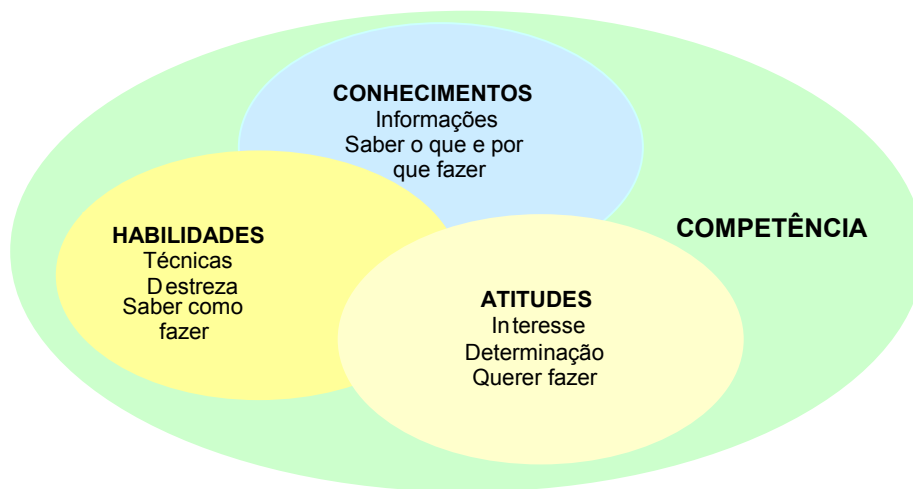 CONHECIMENTOS
Informações
Saber o que e por
que fazer
COMPETÊNCIA
HABILIDADES
Técnicas
Destreza
Saber como
fazer
ATITUDES
Interesse
Determinação
Querer fazer